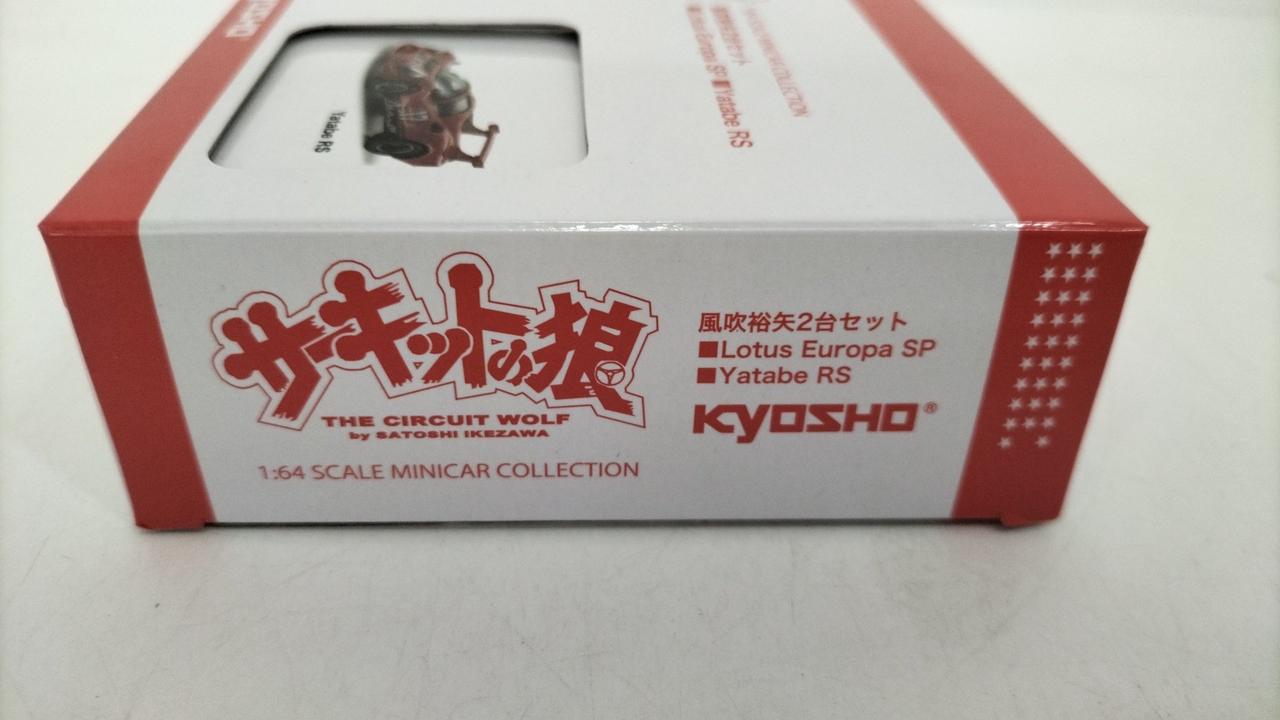 Yatabe RS
Yatabe RS
サーキットの狼
THE CIRCUIT WOLF
by SATOSHI IKEZAWA
1:64 SCALE MINICAR COLLECTION
風吹裕矢2台セット
■Lotus Europa SP
■Yatabe RS
KYOSHO®